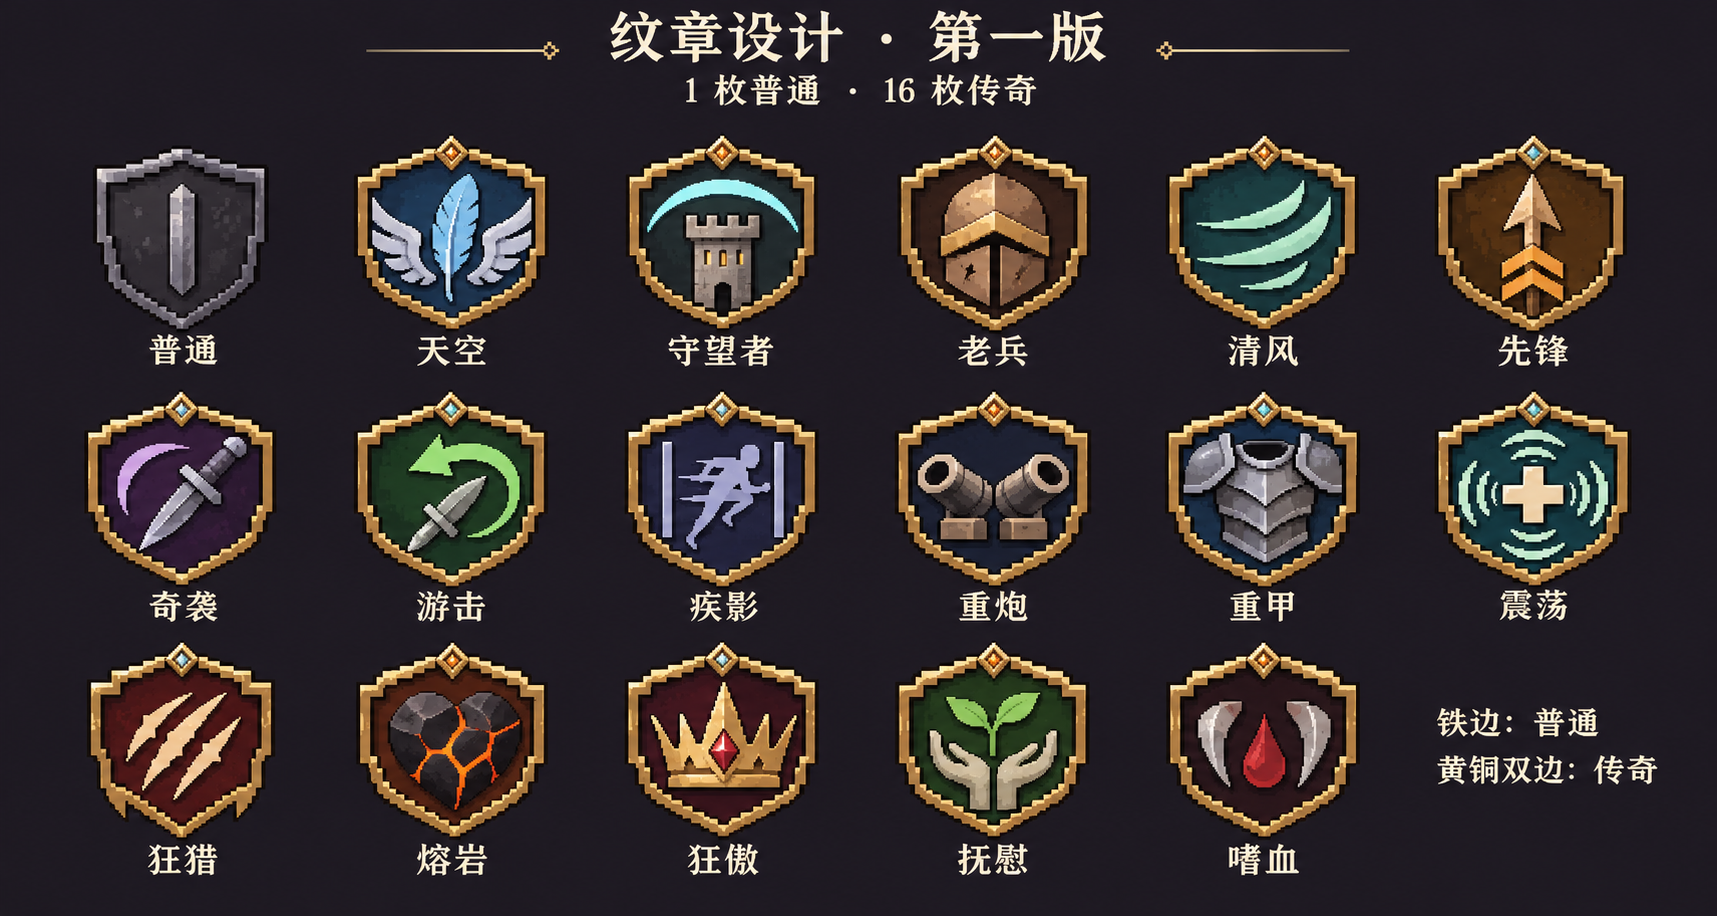 纹章设计 · 第一版
1 枚普通 · 16 枚传奇
普通 天空 守望者 老兵 清风 先锋
奇袭 游击 疾影 重炮 重甲 震荡
铁边：普通
黄铜双边：传奇
狂猎 熔岩 狂傲 抚慰 嗜血